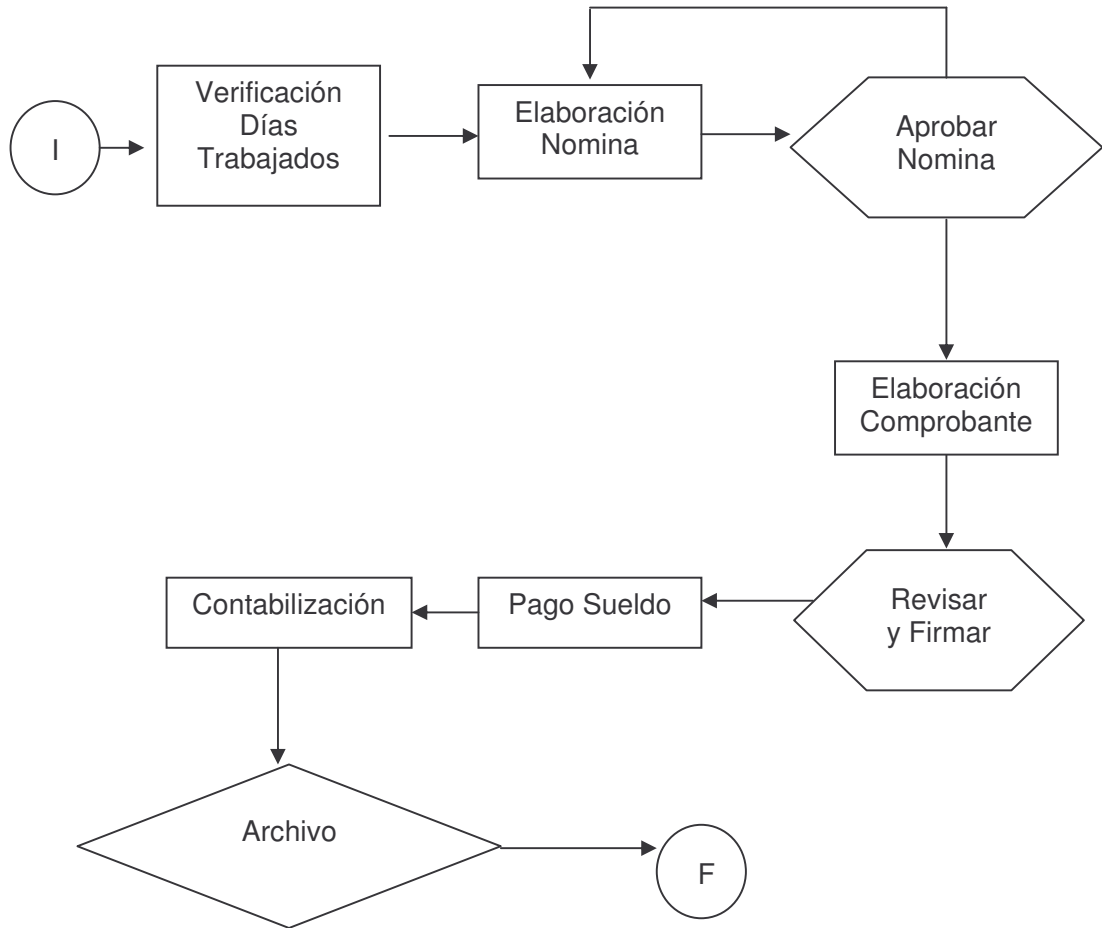 I
Verificación
Días
Trabajados
Elaboración
Nomina
Aprobar
Nomina
Elaboración
Comprobante
Revisar
y Firmar
Pago Sueldo
Contabilización
Archivo
F